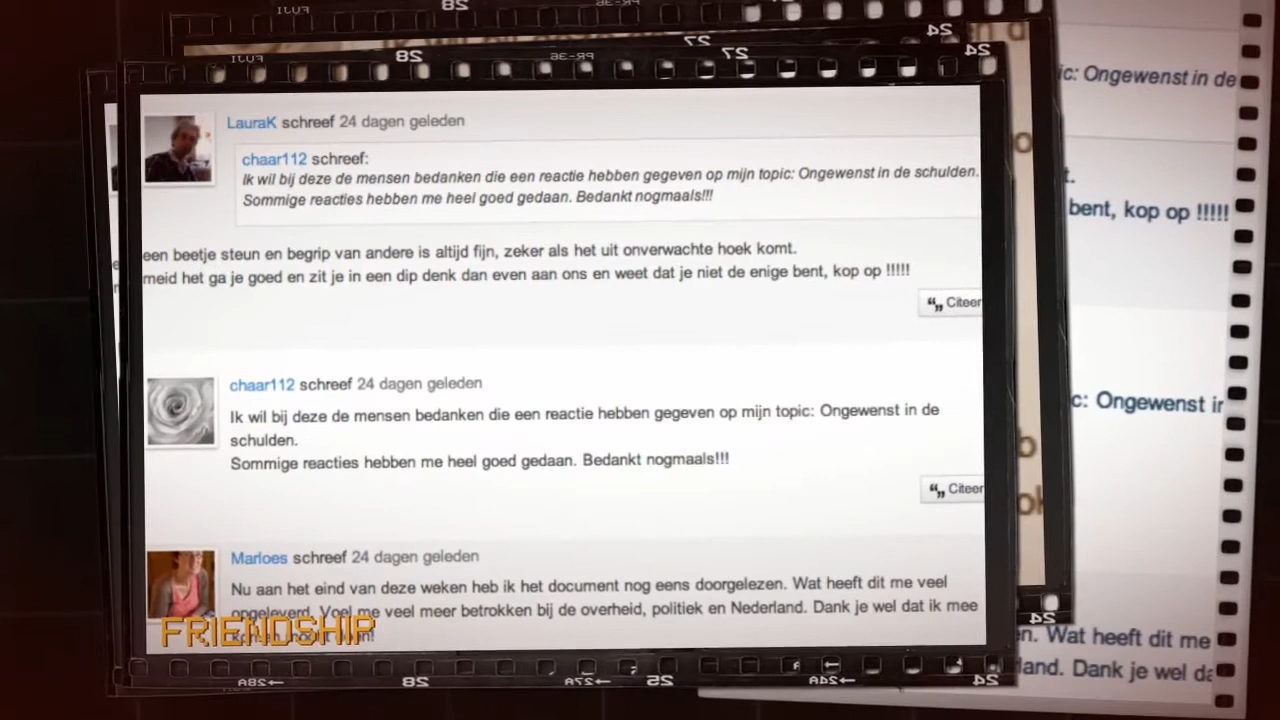 LauraK schreef 24 dagen geleden
chaar112 schreef:
Ik wil bij deze de mensen bedanken die een reactie hebben gegeven op mijn topic: Ongewenst in de schulden.
Sommige reacties hebben me heel goed gedaan. Bedankt nogmaals!!!
een beetje steun en begrip van andere is altijd fijn, zeker als het uit onverwachte hoek komt.
meid het ga je goed en zit je in een dip denk dan even aan ons en weet dat je niet de enige bent, kop op !!!!!
Citeer
chaar112 schreef 24 dagen geleden
Ik wil bij deze de mensen bedanken die een reactie hebben gegeven op mijn topic: Ongewenst in de
schulden.
Sommige reacties hebben me heel goed gedaan. Bedankt nogmaals!!!
Citeer
Marloes schreef 24 dagen geleden
Nu aan het eind van deze weken heb ik het document nog eens doorgelezen. Wat heeft dit me veel
opgeleverd. Voel me veel meer betrokken bij de overheid, politiek en Nederland. Dank je wel dat ik mee
FRIENDSHIP
ic: Ongewenst in de
bent, kop op !!!!!
c: Ongewenst in
en. Wat heeft dit me
land. Dank je wel
28
27
27
24
24
28
25
24